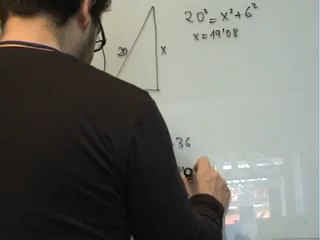 20² = x² + 6²
x = 19'08
20
x
36